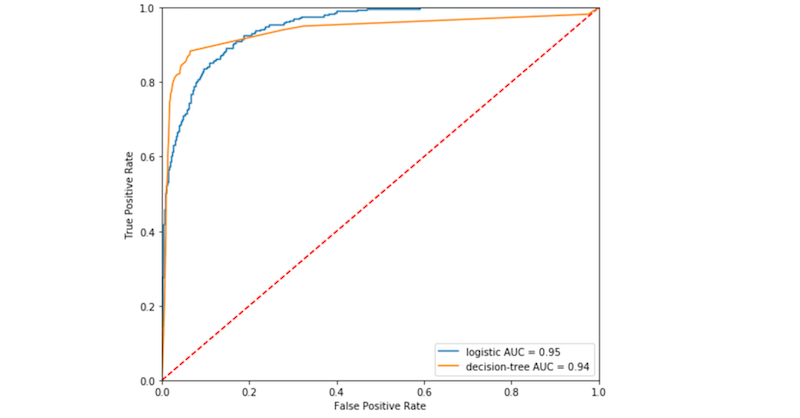 1.0
0.8
0.6
0.4
0.2
0.0
True Positive Rate
logistic AUC = 0.95
decision-tree AUC = 0.94
0.0 0.2 0.4 0.6 0.8 1.0
False Positive Rate